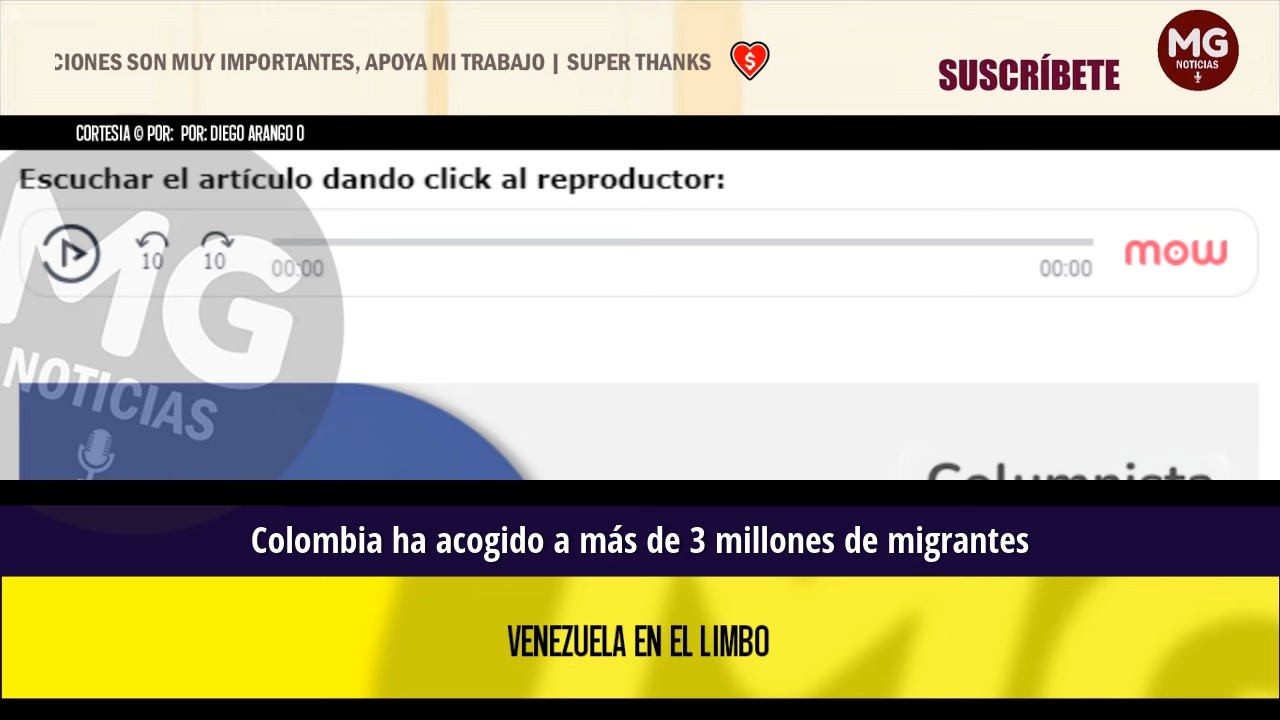 CIONES SON MUY IMPORTANTES, APOYA MI TRABAJO | SUPER THANKS
$
SUSCRÍBETE
MG
NOTICIAS
CORTESIA © POR: POR: DIEGO ARANGO O
Escuchar el artículo dando click al reproductor:
10
10
00:00
00:00
mow
MG
NOTICIAS
Columnista
Colombia ha acogido a más de 3 millones de migrantes
VENEZUELA EN EL LIMBO